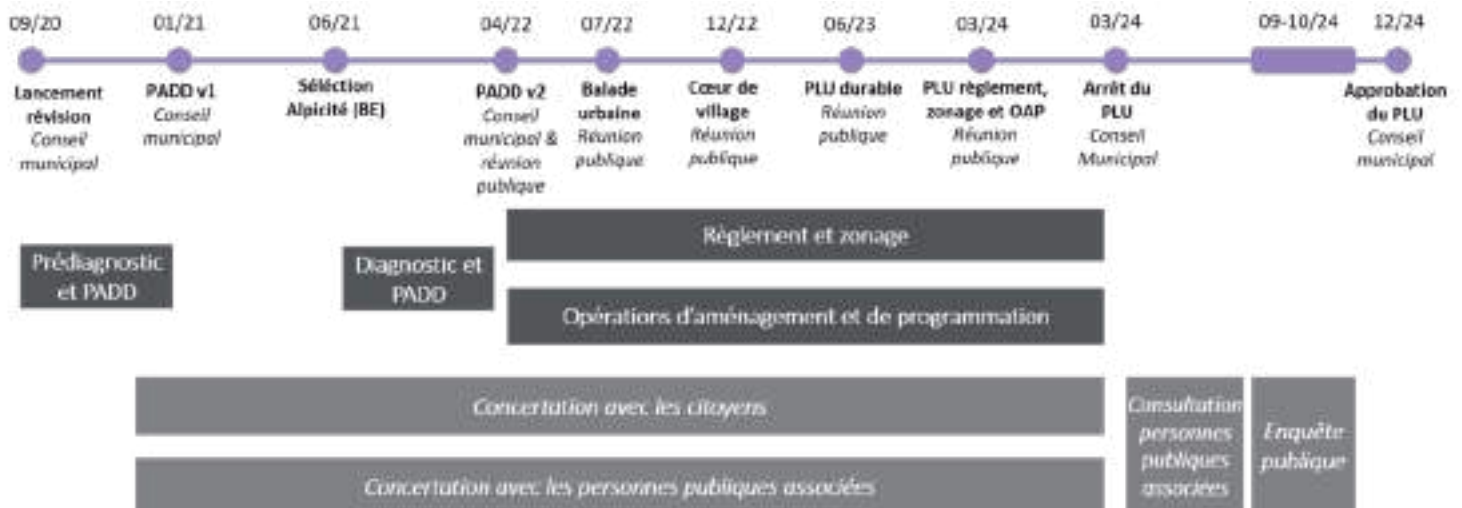 09/20
01/21
06/21
04/22
07/22
12/22
06/23
03/24
03/24
09-10/24
12/24
Lancement
révision
Conseil
municipal
PADD v1
Conseil
municipal
Séléction
Alpicité (BE)
PADD v2
Conseil
municipal &
réunion
publique
Balade
urbaine
Réunion
publique
Cœur de
village
Réunion
publique
PLU durable
Réunion
publique
PLU règlement,
zonage et OAP
Réunion
publique
Arrêt du
PLU
Conseil
Municipal
Approbation
du PLU
Conseil
municipal
Prédiagnostic
et PADD
Diagnostic et
PADD
Règlement et zonage
Opérations d'aménagement et de programmation
Concertation avec les citoyens
Concertation avec les personnes publiques associées
Consultation
personnes
publiques
associées
Enquête
publique